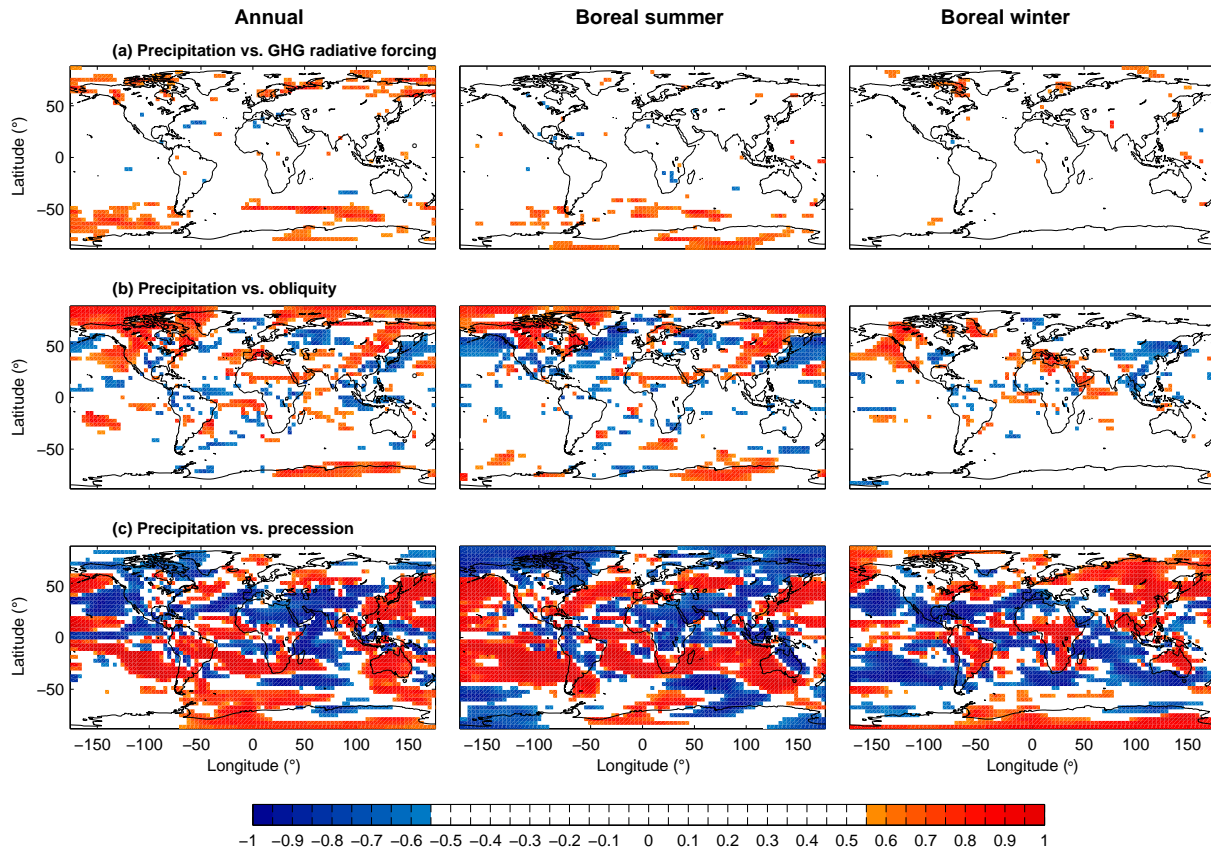 Annual Boreal summer Boreal winter
(a) Precipitation vs. GHG radiative forcing
50
0
−50
Latitude (°)
(b) Precipitation vs. obliquity
50
0
−50
Latitude (°)
(c) Precipitation vs. precession
50
0
−50
Latitude (°)
−150 −100 −50 0 50 100 150 −150 −100 −50 0 50 100 150 −150 −100 −50 0 50 100 150
Longitude (°) Longitude (°) Longitude (°)
−1 −0.9 −0.8 −0.7 −0.6 −0.5 −0.4 −0.3 −0.2 −0.1 0 0.1 0.2 0.3 0.4 0.5 0.6 0.7 0.8 0.9 1